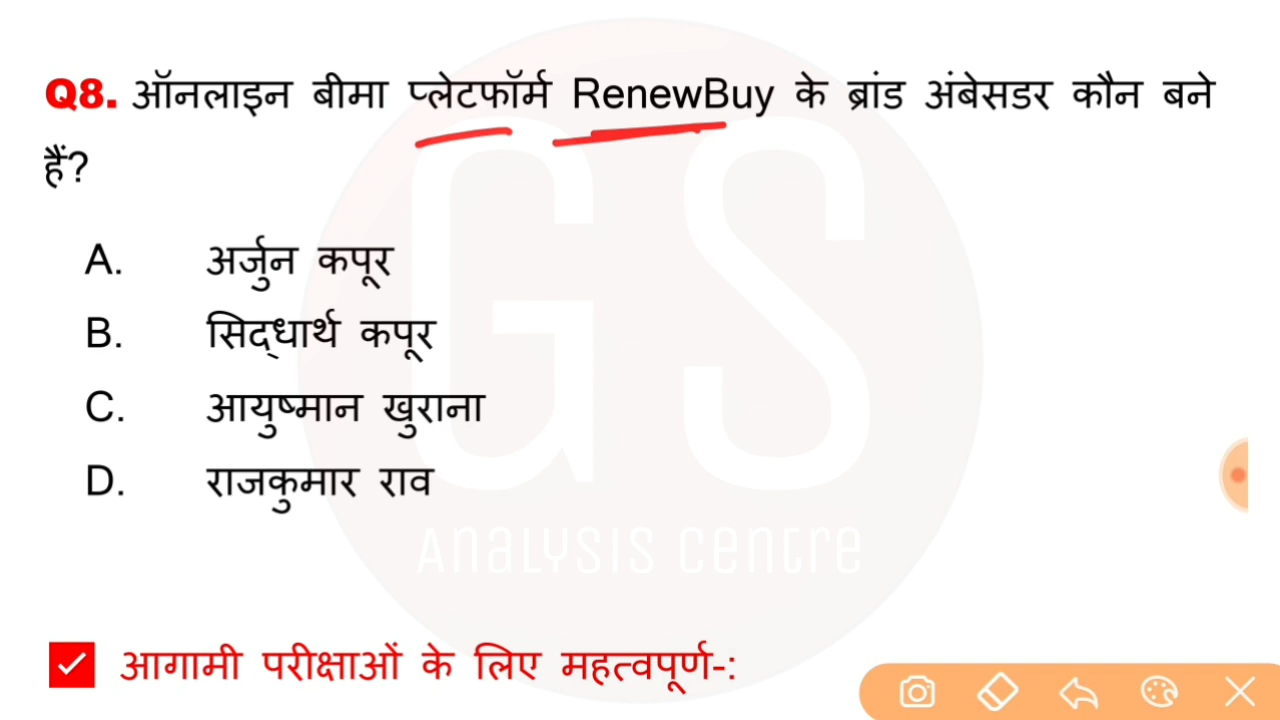 Q8. ऑनलाइन बीमा प्लेटफॉर्म RenewBuy के ब्रांड अंबेसडर कौन बने
हैं?
A. अर्जुन कपूर
B. सिद्धार्थ कपूर
C. आयुष्मान खुराना
D. राजकुमार राव
GS
Analysis Centre
आगामी परीक्षाओं के लिए महत्वपूर्ण-: